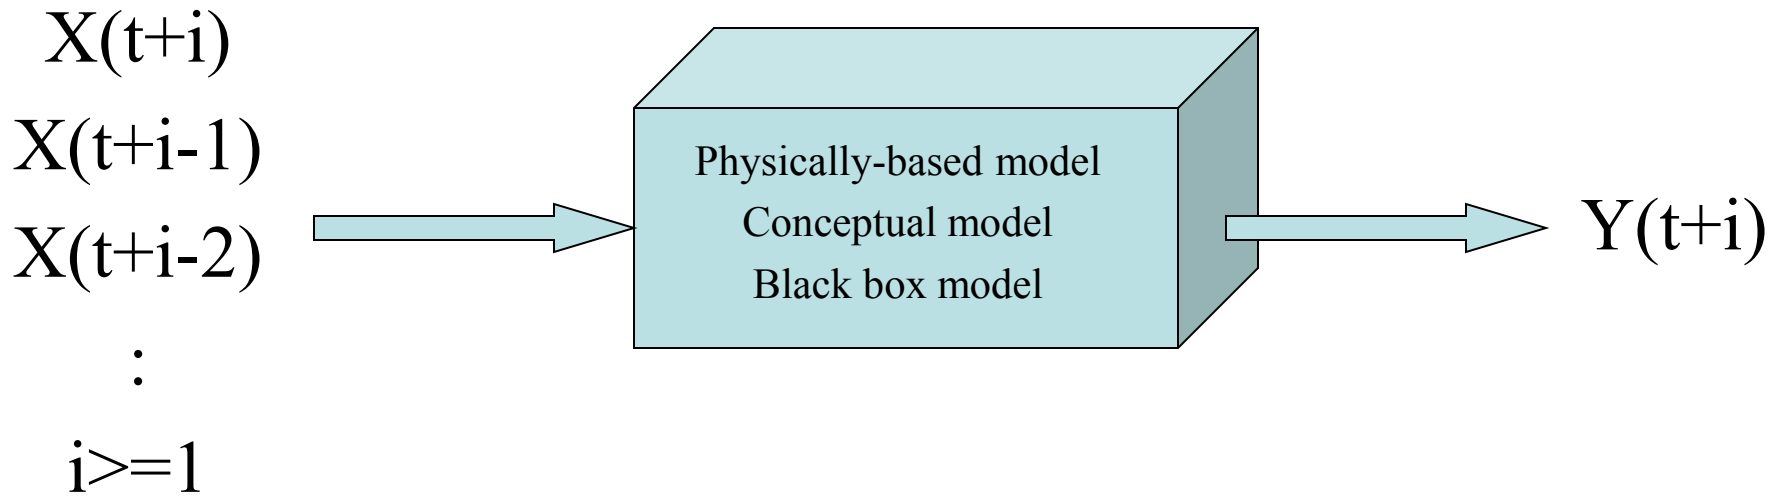 X(t+i)
X(t+i-1)
X(t+i-2)
:
i>=1
Physically-based model
Conceptual model
Black box model
Y(t+i)